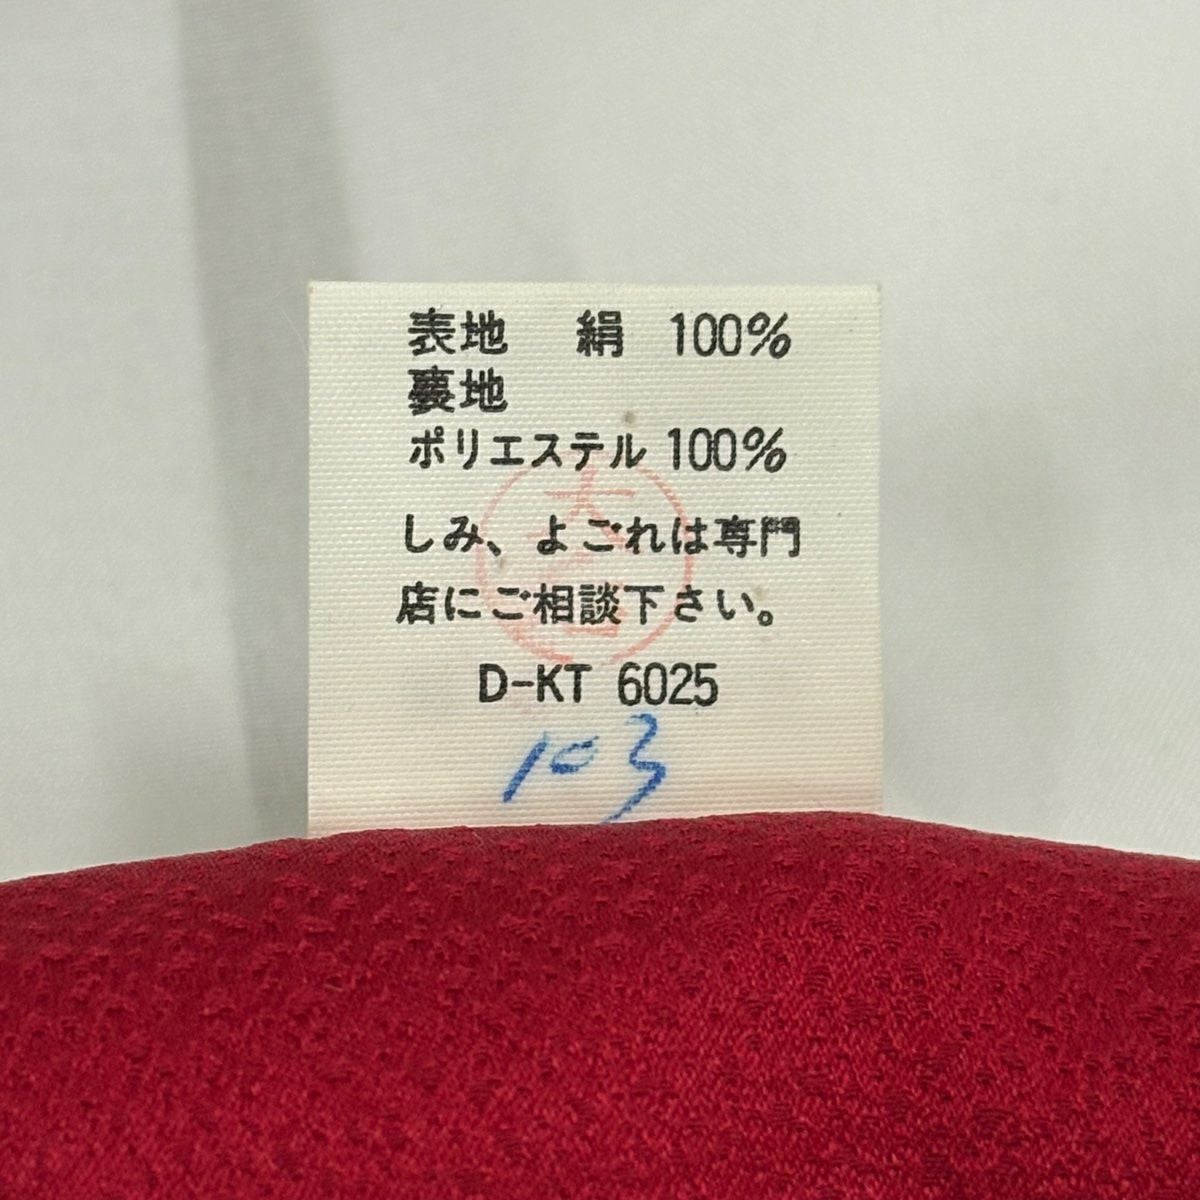 表地 絹 100%
裏地
ポリエステル 100%
しみ、よごれは専門
店にご相談下さい。
D-KT 6025
103